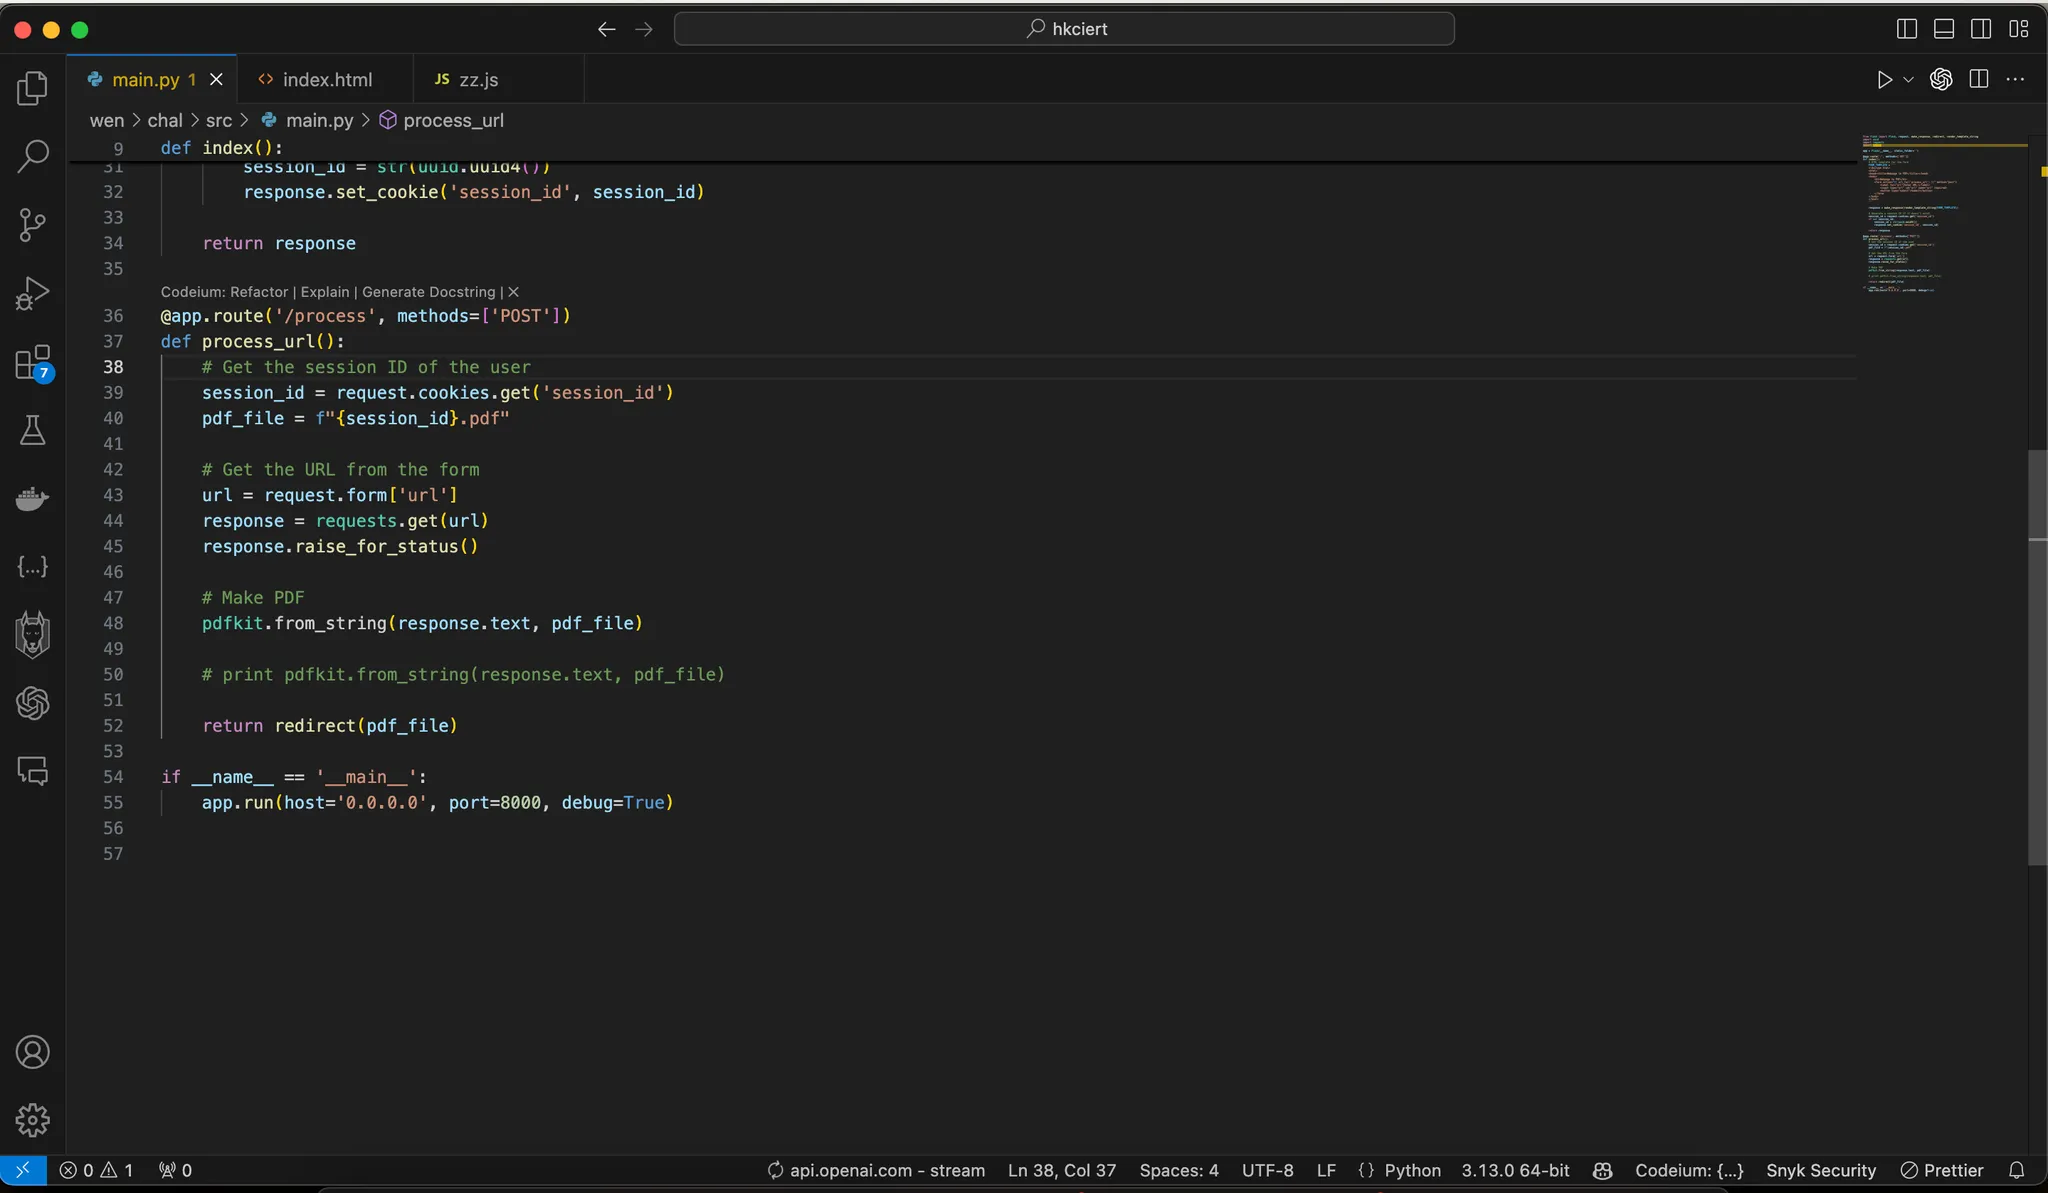 hkciert
main.py 1
index.html
JS zz.js
wen > chal > src > main.py > process_url
9 def index():
31 session_id = str(uuid.uuid4())
32 response.set_cookie('session_id', session_id)
33
34 return response
35
Codeium: Refactor | Explain | Generate Docstring | X
36 @app.route('/process', methods=['POST'])
37 def process_url():
38 # Get the session ID of the user
39 session_id = request.cookies.get('session_id')
40 pdf_file = f"{session_id}.pdf"
41
42 # Get the URL from the form
43 url = request.form['url']
44 response = requests.get(url)
45 response.raise_for_status()
46
47 # Make PDF
48 pdfkit.from_string(response.text, pdf_file)
49
50 # print pdfkit.from_string(response.text, pdf_file)
51
52 return redirect(pdf_file)
53
54 if __name__ == '__main__':
55 app.run(host='0.0.0.0', port=8000, debug=True)
56
57
7
0 1 0 api.openai.com - stream Ln 38, Col 37 Spaces: 4 UTF-8 LF {} Python 3.13.0 64-bit Codeium: {...} Snyk Security Prettier